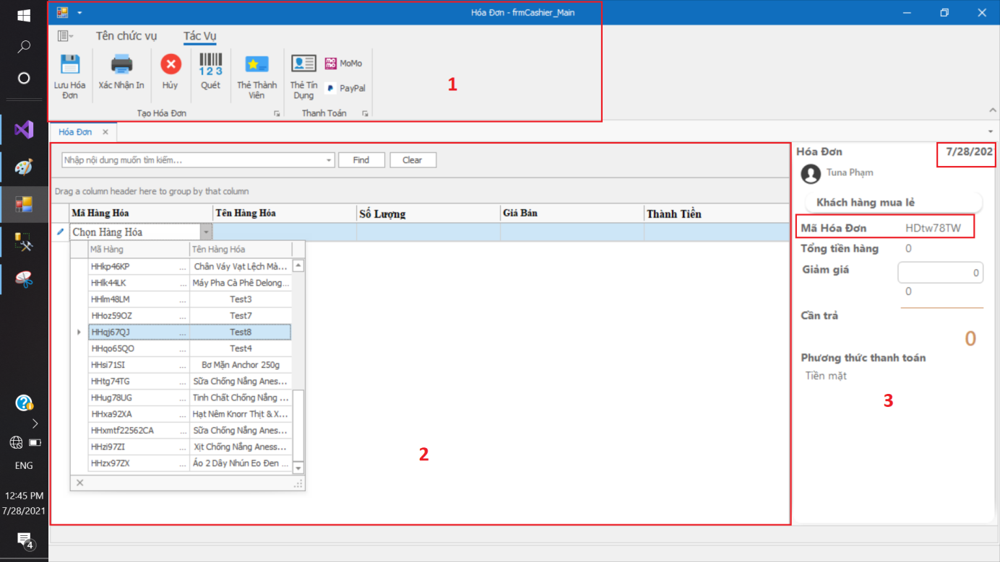 Hóa Đơn - frmCashier_Main
Tên chức vụ Tác Vụ
Lưu Hóa Đơn
Xác Nhận In
Hủy
1 2 3
Quét
Thẻ Thành Viên
Thẻ Tín Dụng
MoMo
PayPal
Tạo Hóa Đơn
Thanh Toán
1
Hóa Đơn
Nhập nội dung muốn tìm kiếm...
Find
Clear
Drag a column header here to group by that column
Mã Hàng Hóa Tên Hàng Hóa Số Lượng Giá Bán Thành Tiền
Chọn Hàng Hóa
Mã Hàng Tên Hàng Hóa
HHkp46KP ... Chân Váy Vạt Lệch Mà...
HHlk44LK ... Máy Pha Cà Phê Delong...
HHlm48LM ... Test3
HHoz59OZ ... Test7
HHqj67QJ ... Test8
HHqo65QO ... Test4
HHsi71SI ... Bơ Mặn Anchor 250g
HHtg74TG ... Sữa Chống Nắng Anes...
HHug78UG ... Tinh Chất Chống Nắng ...
HHxa92XA ... Hạt Nêm Knorr Thịt & X...
HHxmtf22562CA ... Sữa Chống Nắng Anes...
HHzi97ZI ... Xịt Chống Nắng Aness...
HHzx97ZX ... Áo 2 Dây Nhún Eo Đen ...
2
Hóa Đơn 7/28/202
Tuna Phạm
Khách hàng mua lẻ
Mã Hóa Đơn HDtw78TW
Tổng tiền hàng 0
Giảm giá 0
0
Cần trả
0
Phương thức thanh toán
Tiền mặt
3
ENG
12:45 PM
7/28/2021
4